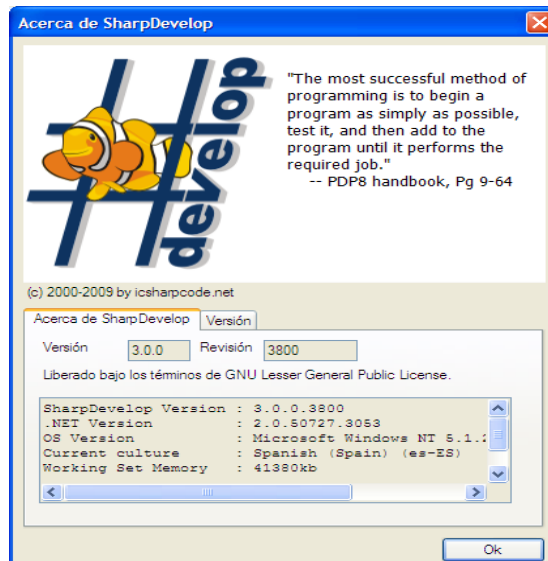 Acerca de SharpDevelop
"The most successful method of
programming is to begin a
program as simply as possible,
test it, and then add to the
program until it performs the
required job."
-- PDP8 handbook, Pg 9-64
#develop
(c) 2000-2009 by icsharpcode.net
Acerca de SharpDevelop Versión
Versión 3.0.0 Revisión 3800
Liberado bajo los términos de GNU Lesser General Public License.
SharpDevelop Version : 3.0.0.3800
.NET Version : 2.0.50727.3053
OS Version : Microsoft Windows NT 5.1.2
Current culture : Spanish (Spain) (es-ES)
Working Set Memory : 41380kb
Ok